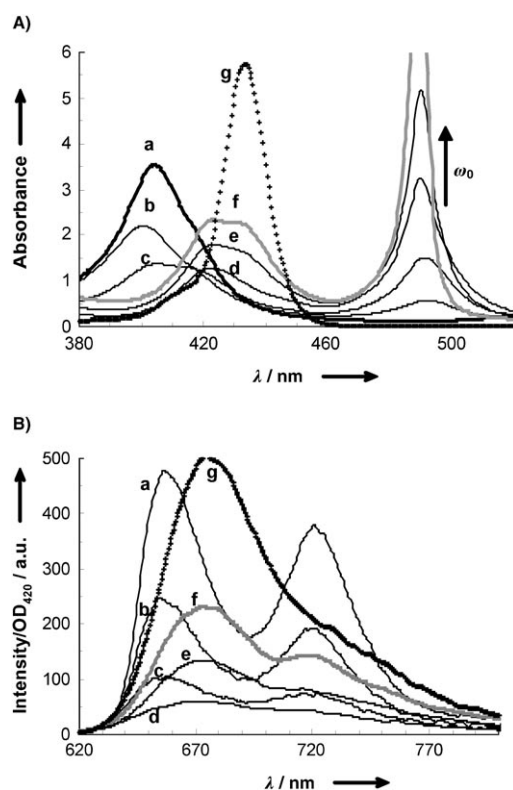 A)
Absorbance
6
5
4
3
2
1
0
a
b
c
g
f
e
d
ω₀
380 420 460 500
λ / nm
B)
Intensity/OD₄₂₀ / a.u.
500
400
300
200
100
0
a
g
b
f
e
c
d
620 670 720 770
λ / nm